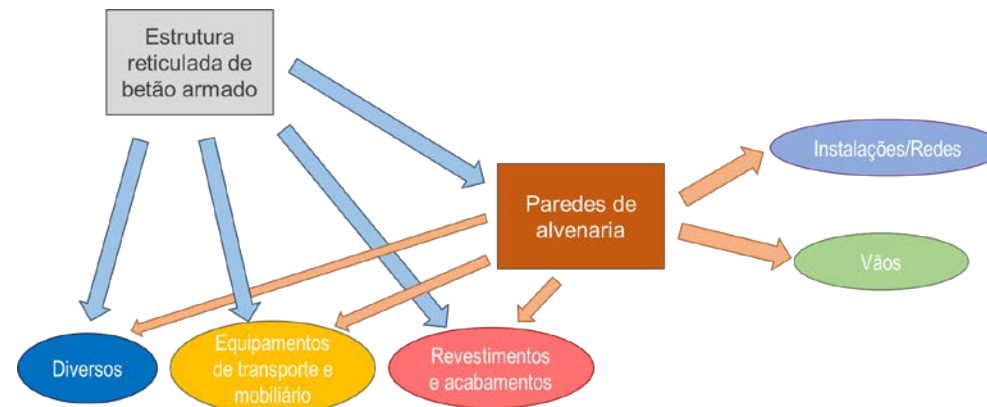 Estrutura
reticulada de
betão armado
Instalações/Redes
Paredes de
alvenaria
Vãos
Diversos
Equipamentos
de transporte e
mobiliário
Revestimentos
e acabamentos